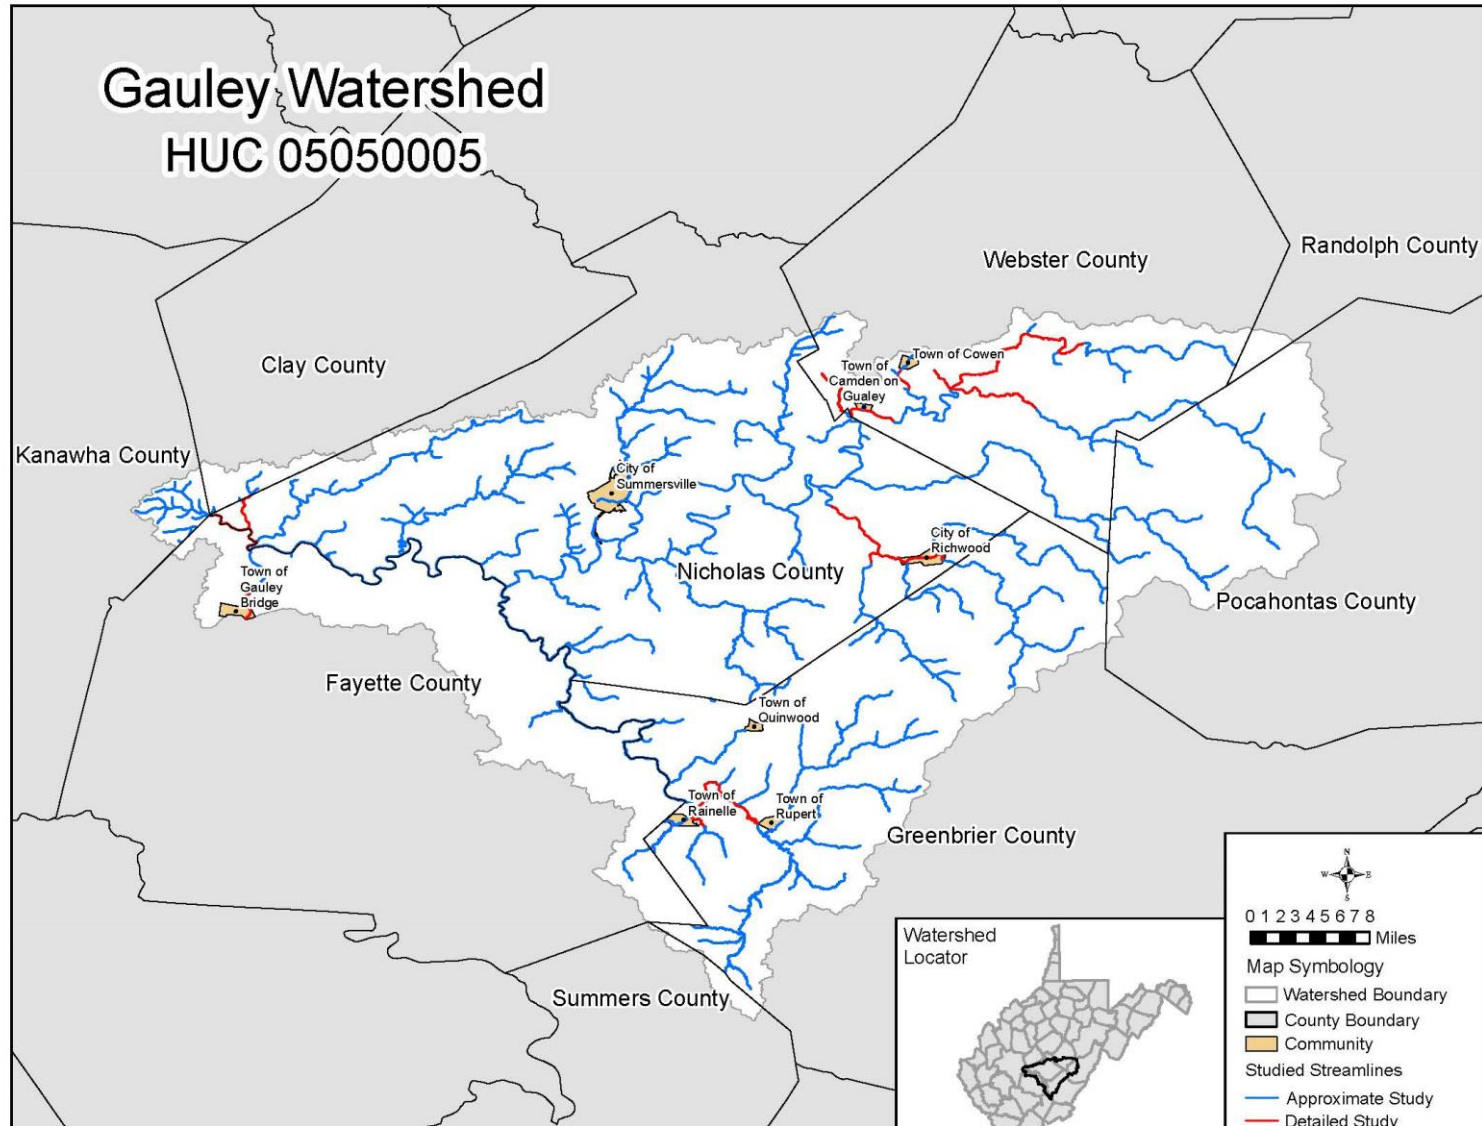 Gauley Watershed
HUC 05050005
Webster County
Randolph County
Clay County
Town of Cowen
Town of
Camden on
Gualey
Kanawha County
City of
Summersville
City of
Richwood
Nicholas County
Town of
Gauley
Bridge
Pocahontas County
Fayette County
Town of
Quinwood
Town of
Rainelle
Town of
Rupert
Greenbrier County
Summers County
Watershed
Locator
N
W E
S
0 1 2 3 4 5 6 7 8
Miles
Map Symbology
Watershed Boundary
County Boundary
Community
Studied Streamlines
Approximate Study
Detailed Study